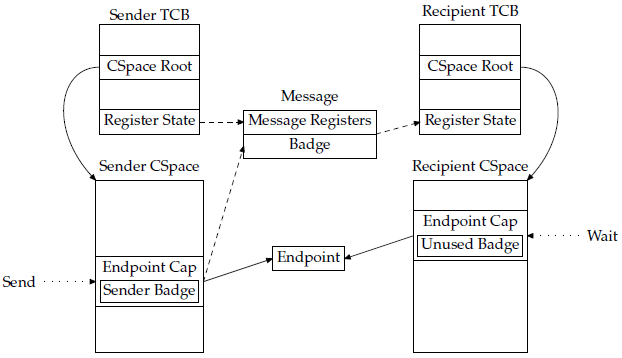 Sender TCB
Recipient TCB
CSpace Root
CSpace Root
Message
Register State
Message Registers
Register State
Badge
Sender CSpace
Recipient CSpace
Endpoint Cap
Unused Badge
Wait
Endpoint
Endpoint Cap
Send
Sender Badge